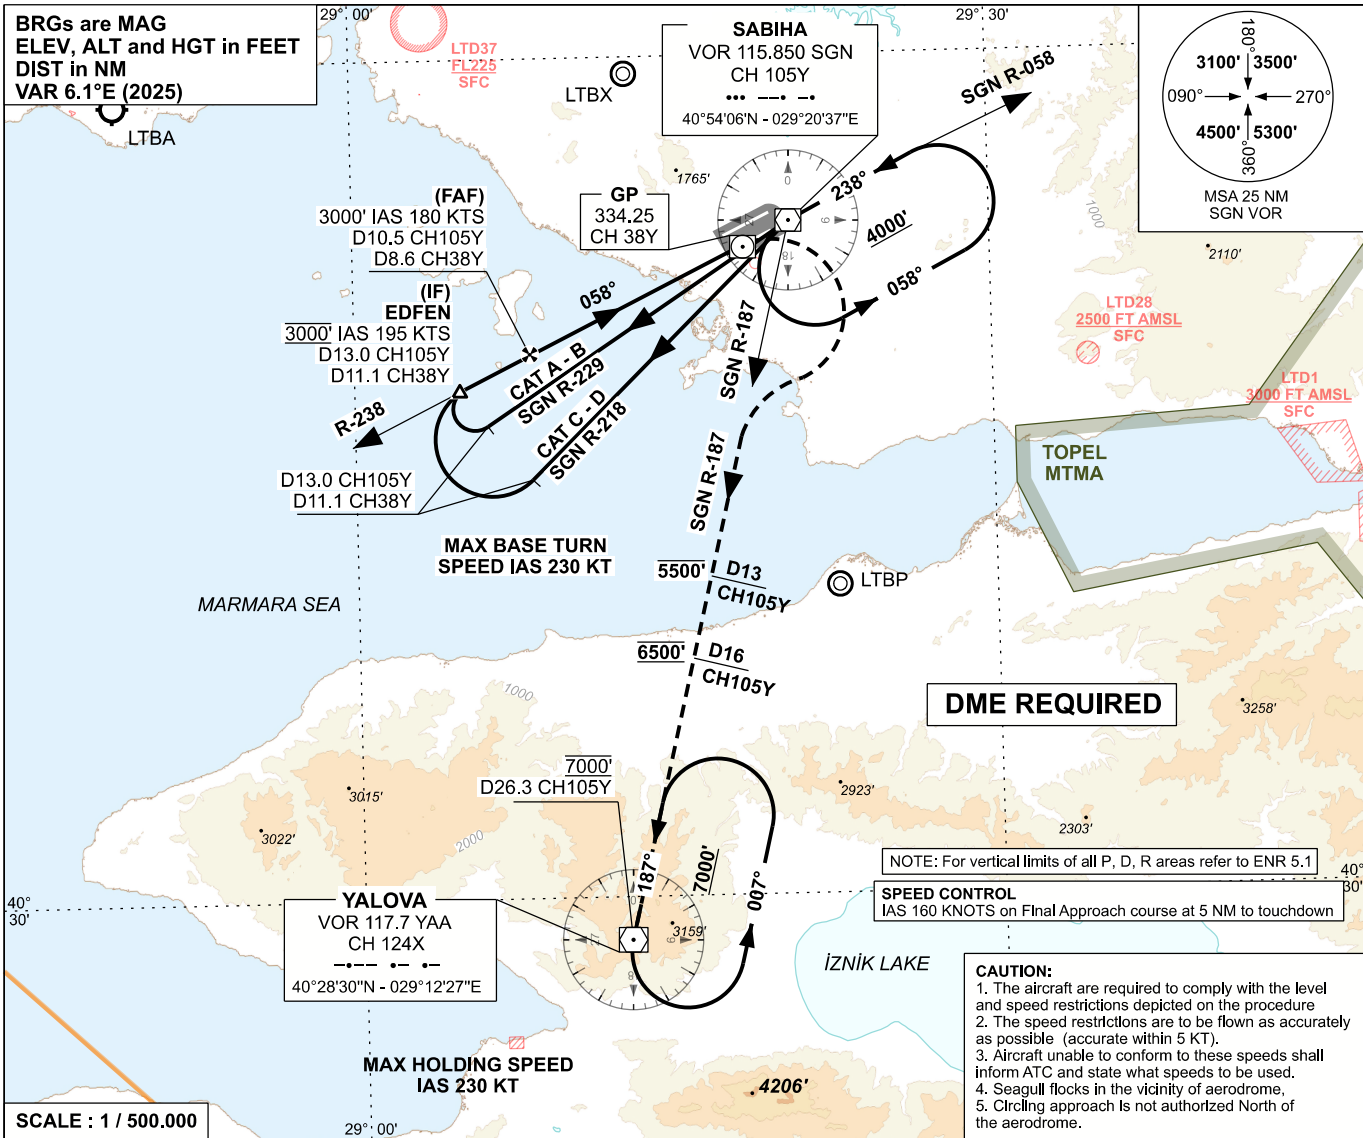 BRGs are MAG
ELEV, ALT and HGT in FEET
DIST in NM
VAR 6.1°E (2025)
29° 00'
29° 30'
LTD37
FL225
SFC
LTBX
LTBA
SABIHA
VOR 115.850 SGN
CH 105Y
••• −−• −•
40°54'06"N - 029°20'37"E
SGN R-058
180°
3100' 3500'
090° 270°
4500' 5300'
360°
MSA 25 NM
SGN VOR
1000
2110'
1765'
GP
334.25
CH 38Y
0
9
18
27
238°
4000'
058°
(FAF)
3000' IAS 180 KTS
D10.5 CH105Y
D8.6 CH38Y
(IF)
EDFEN
3000' IAS 195 KTS
D13.0 CH105Y
D11.1 CH38Y
058°
CAT A - B
SGN R-229
CAT C - D
SGN R-218
R-238
D13.0 CH105Y
D11.1 CH38Y
SGN R-187
SGN R-187
LTD28
2500 FT AMSL
SFC
LTD1
3000 FT AMSL
SFC
TOPEL
MTMA
MAX BASE TURN
SPEED IAS 230 KT
MARMARA SEA
5500' D13
CH105Y
LTBP
6500' D16
CH105Y
DME REQUIRED
3258'
1000
7000'
D26.3 CH105Y
3015'
3022'
2000
2923'
2303'
187°
7000'
007°
NOTE: For vertical limits of all P, D, R areas refer to ENR 5.1
40°
30'
SPEED CONTROL
IAS 160 KNOTS on Final Approach course at 5 NM to touchdown
40°
30'
YALOVA
VOR 117.7 YAA
CH 124X
−•−− •− •−
40°28'30"N - 029°12'27"E
0
9
18
27
3159'
İZNİK LAKE
CAUTION:
1. The aircraft are required to comply with the level
and speed restrictions depicted on the procedure
2. The speed restrictions are to be flown as accurately
as possible (accurate within 5 KT).
3. Aircraft unable to conform to these speeds shall
inform ATC and state what speeds to be used.
4. Seagull flocks in the vicinity of aerodrome,
5. Circling approach is not authorized North of
the aerodrome.
MAX HOLDING SPEED
IAS 230 KT
4206'
SCALE : 1 / 500.000
29° 00'